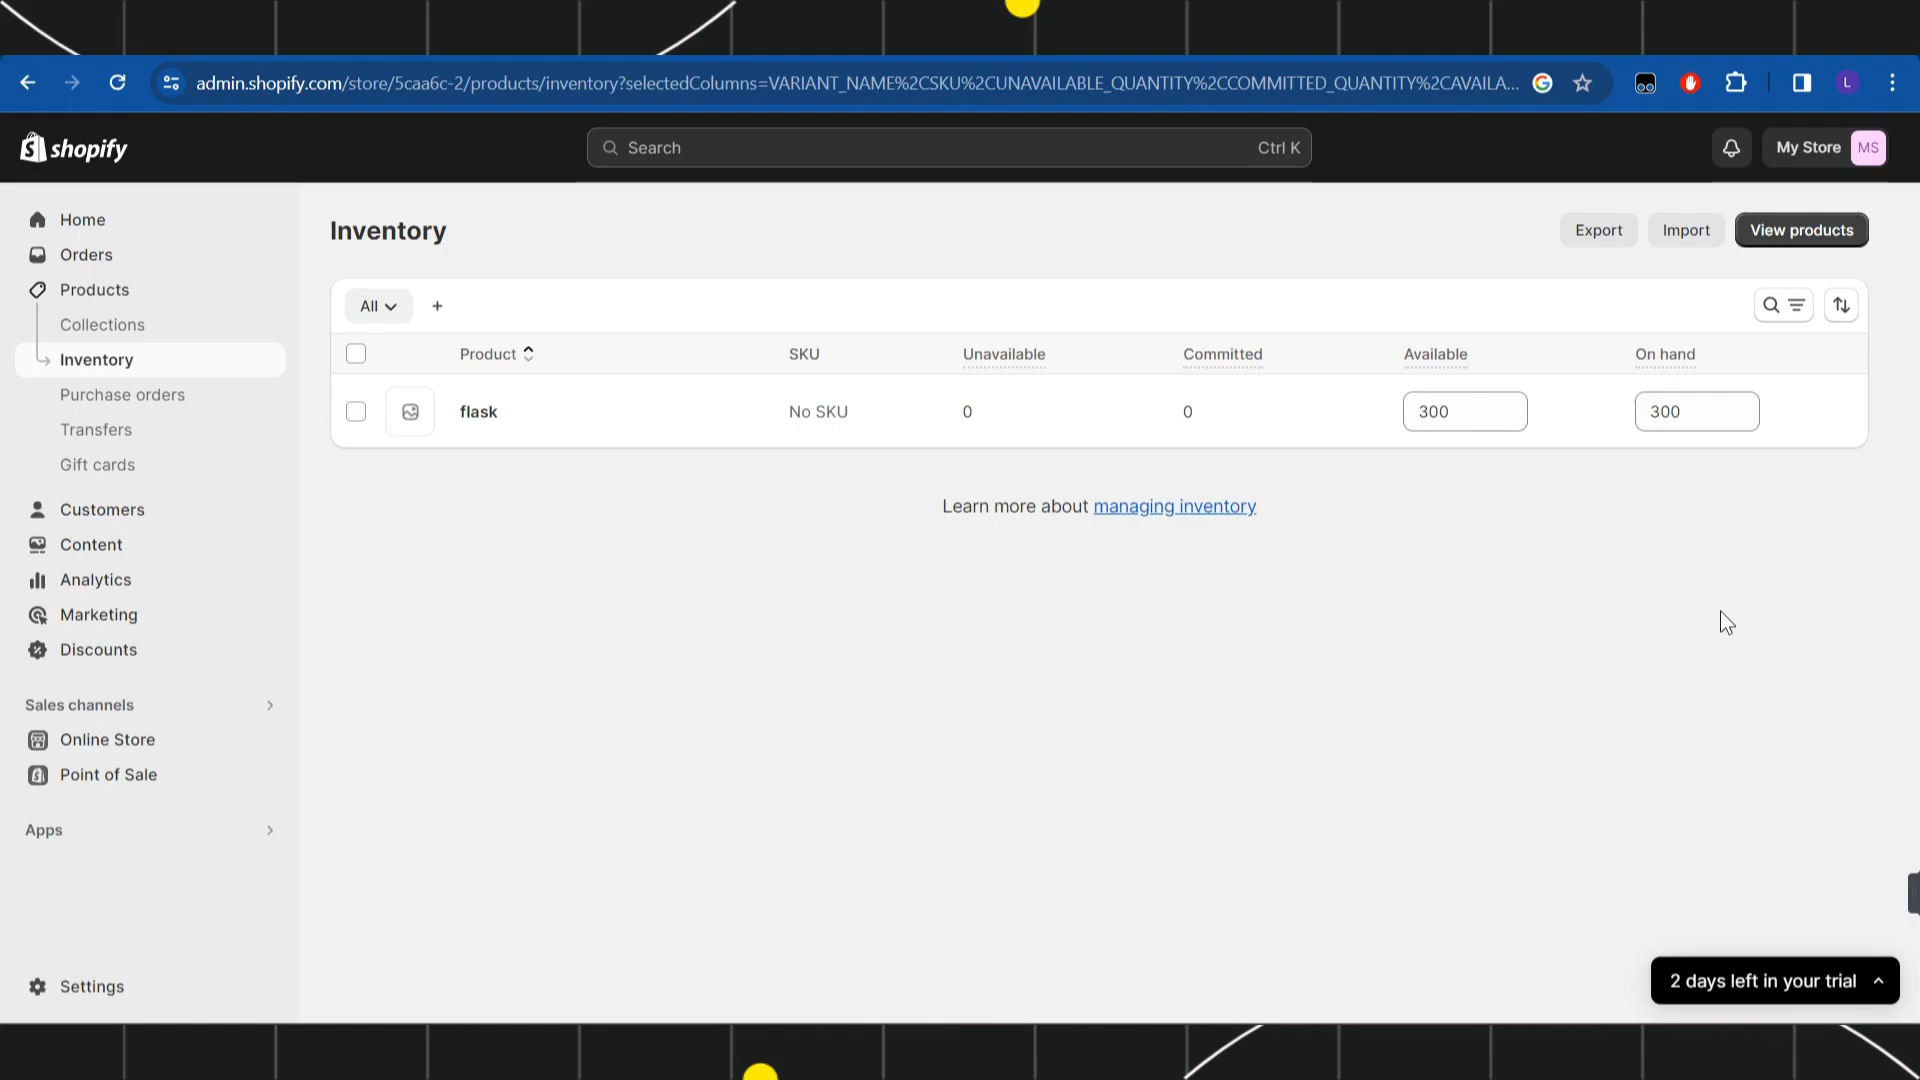 admin.shopify.com/store/5caa6c-2/products/inventory?selectedColumns=VARIANT_NAME%2CSKU%2CUNAVAILABLE_QUANTITY%2CCOMMITTED_QUANTITY%2CAVAILA...
L
shopify
Search
Ctrl K
My Store
MS
Home
Orders
Products
Collections
Inventory
Purchase orders
Transfers
Gift cards
Customers
Content
Analytics
Marketing
Discounts
Sales channels
Online Store
Point of Sale
Apps
Settings
Inventory
Export
Import
View products
All
Product
SKU
Unavailable
Committed
Available
On hand
flask
No SKU
0
0
300
300
Learn more about managing inventory
2 days left in your trial